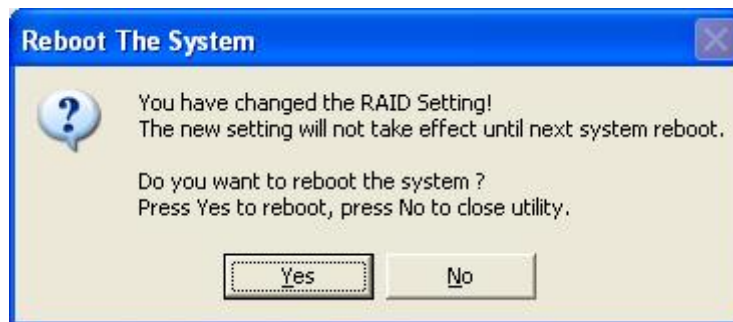 Reboot The System
You have changed the RAID Setting!
The new setting will not take effect until next system reboot.
Do you want to reboot the system ?
Press Yes to reboot, press No to close utility.
Yes
No